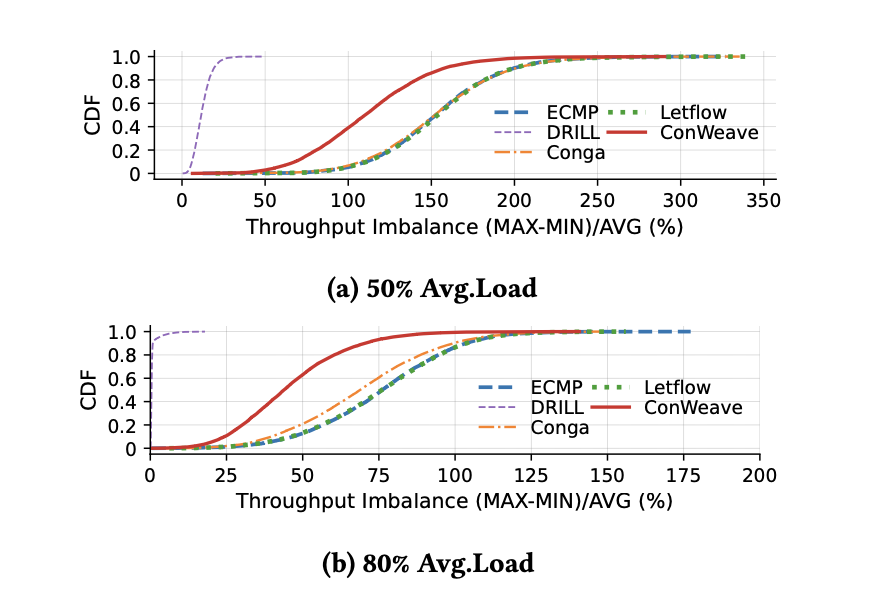 1.0
0.8
0.6
0.4
0.2
0
CDF
ECMP Letflow
DRILL ConWeave
Conga
0 50 100 150 200 250 300 350
Throughput Imbalance (MAX-MIN)/AVG (%)
(a) 50% Avg.Load
1.0
0.8
0.6
0.4
0.2
0
CDF
ECMP Letflow
DRILL ConWeave
Conga
0 25 50 75 100 125 150 175 200
Throughput Imbalance (MAX-MIN)/AVG (%)
(b) 80% Avg.Load